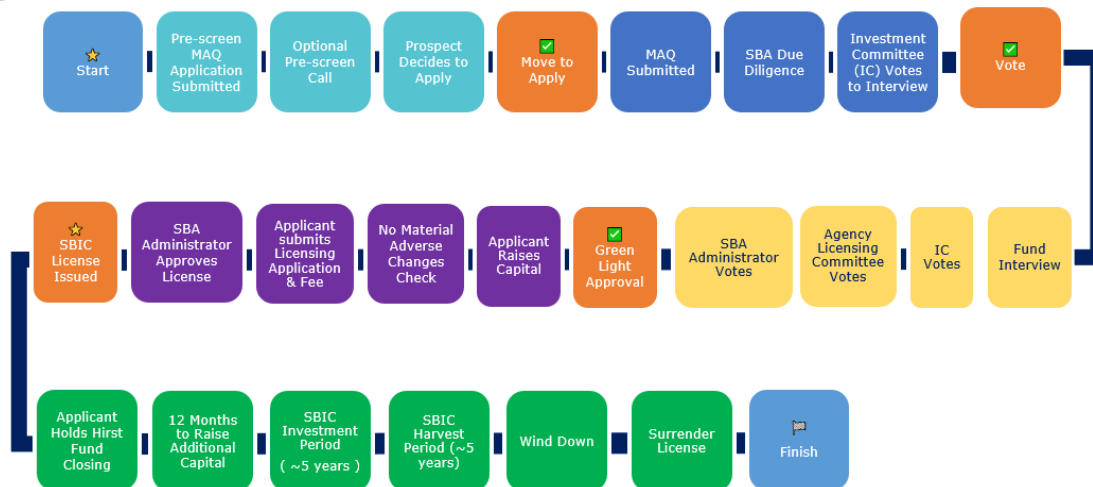 Start
Pre-screen
MAQ
Application
Submitted
Optional
Pre-screen
Call
Prospect
Decides to
Apply
Move to
Apply
MAQ
Submitted
SBA Due
Diligence
Investment
Committee
(IC) Votes
to Interview
Vote
Fund
Interview
IC
Votes
Agency
Licensing
Committee
Votes
SBA
Administrator
Votes
Green
Light
Approval
Applicant
Raises
Capital
No Material
Adverse
Changes
Check
Applicant
submits
Licensing
Application
& Fee
SBA
Administrator
Approves
License
SBIC
License
Issued
Applicant
Holds Hirst
Fund
Closing
12 Months
to Raise
Additional
Capital
SBIC
Investment
Period
( ~5 years )
SBIC
Harvest
Period (~5
years)
Wind Down
Surrender
License
Finish